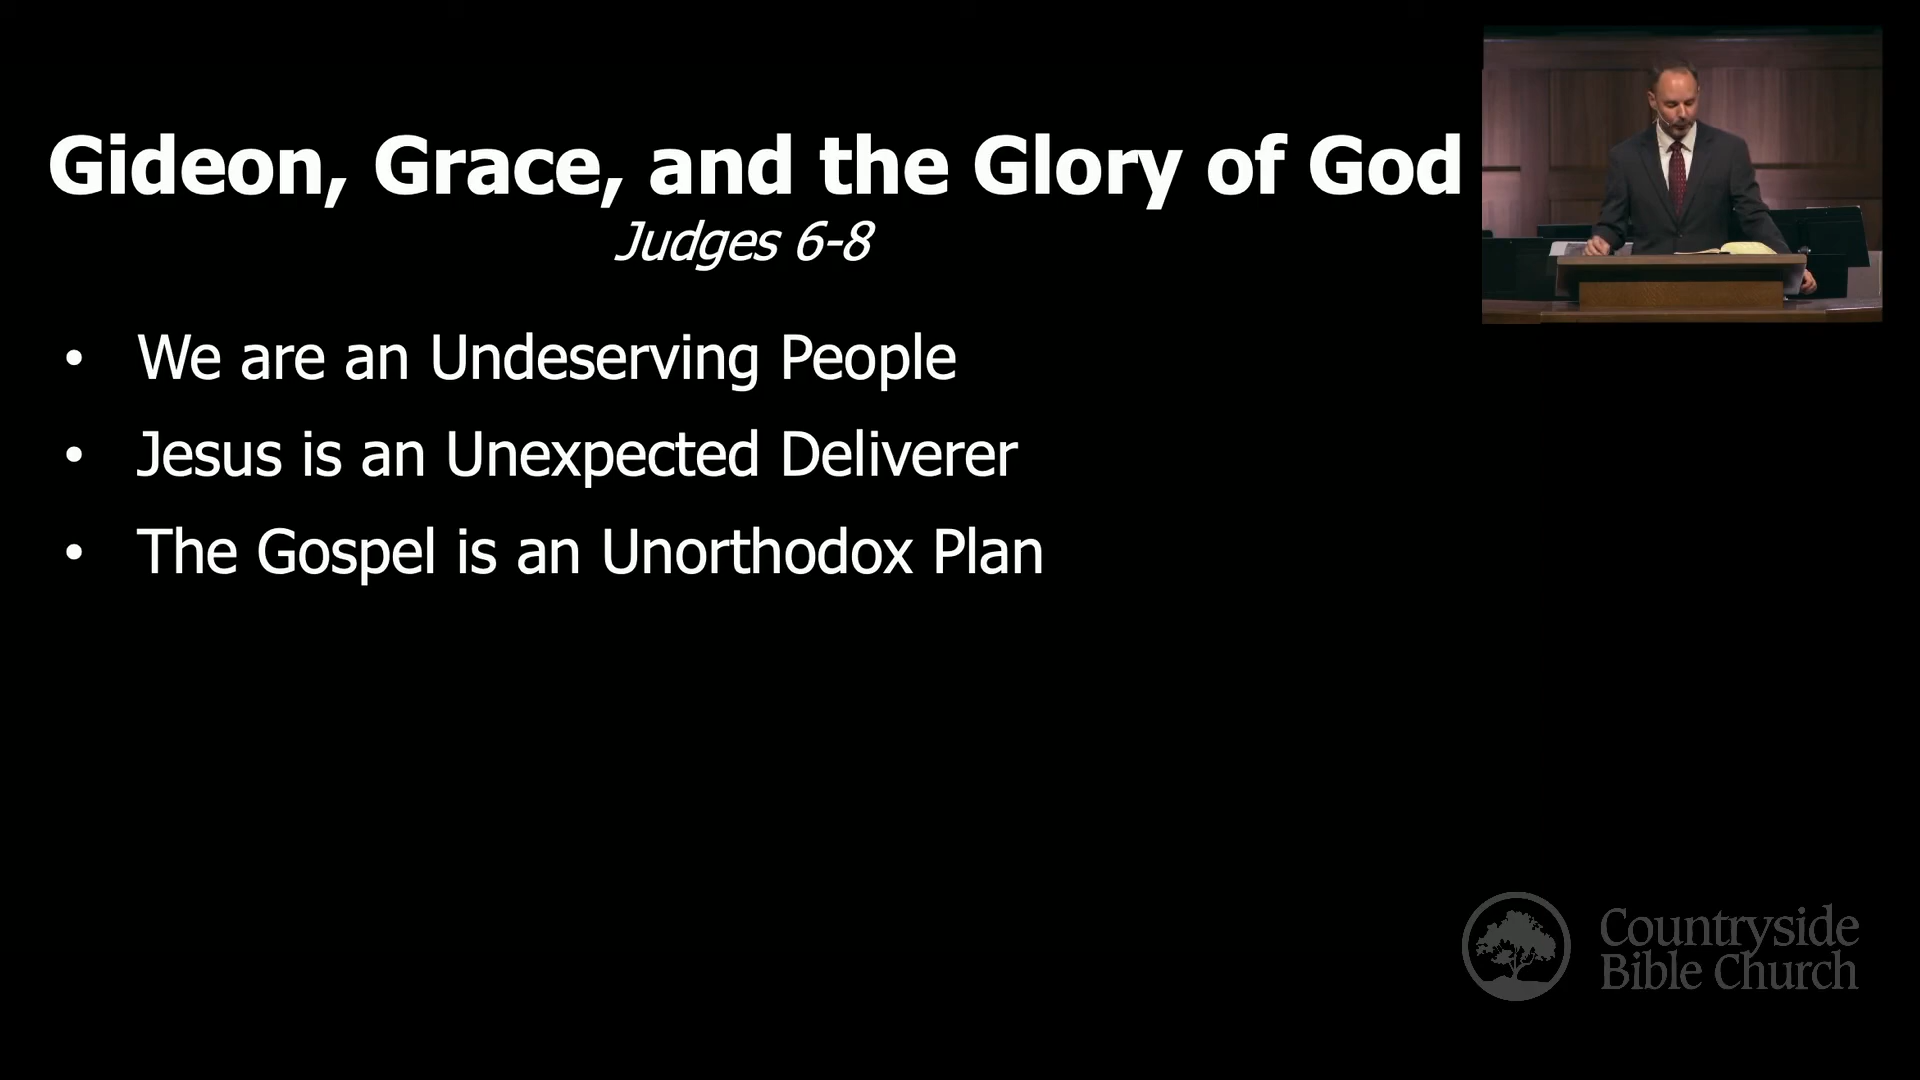 Gideon, Grace, and the Glory of God
Judges 6-8
• We are an Undeserving People
• Jesus is an Unexpected Deliverer
• The Gospel is an Unorthodox Plan
Countryside
Bible Church